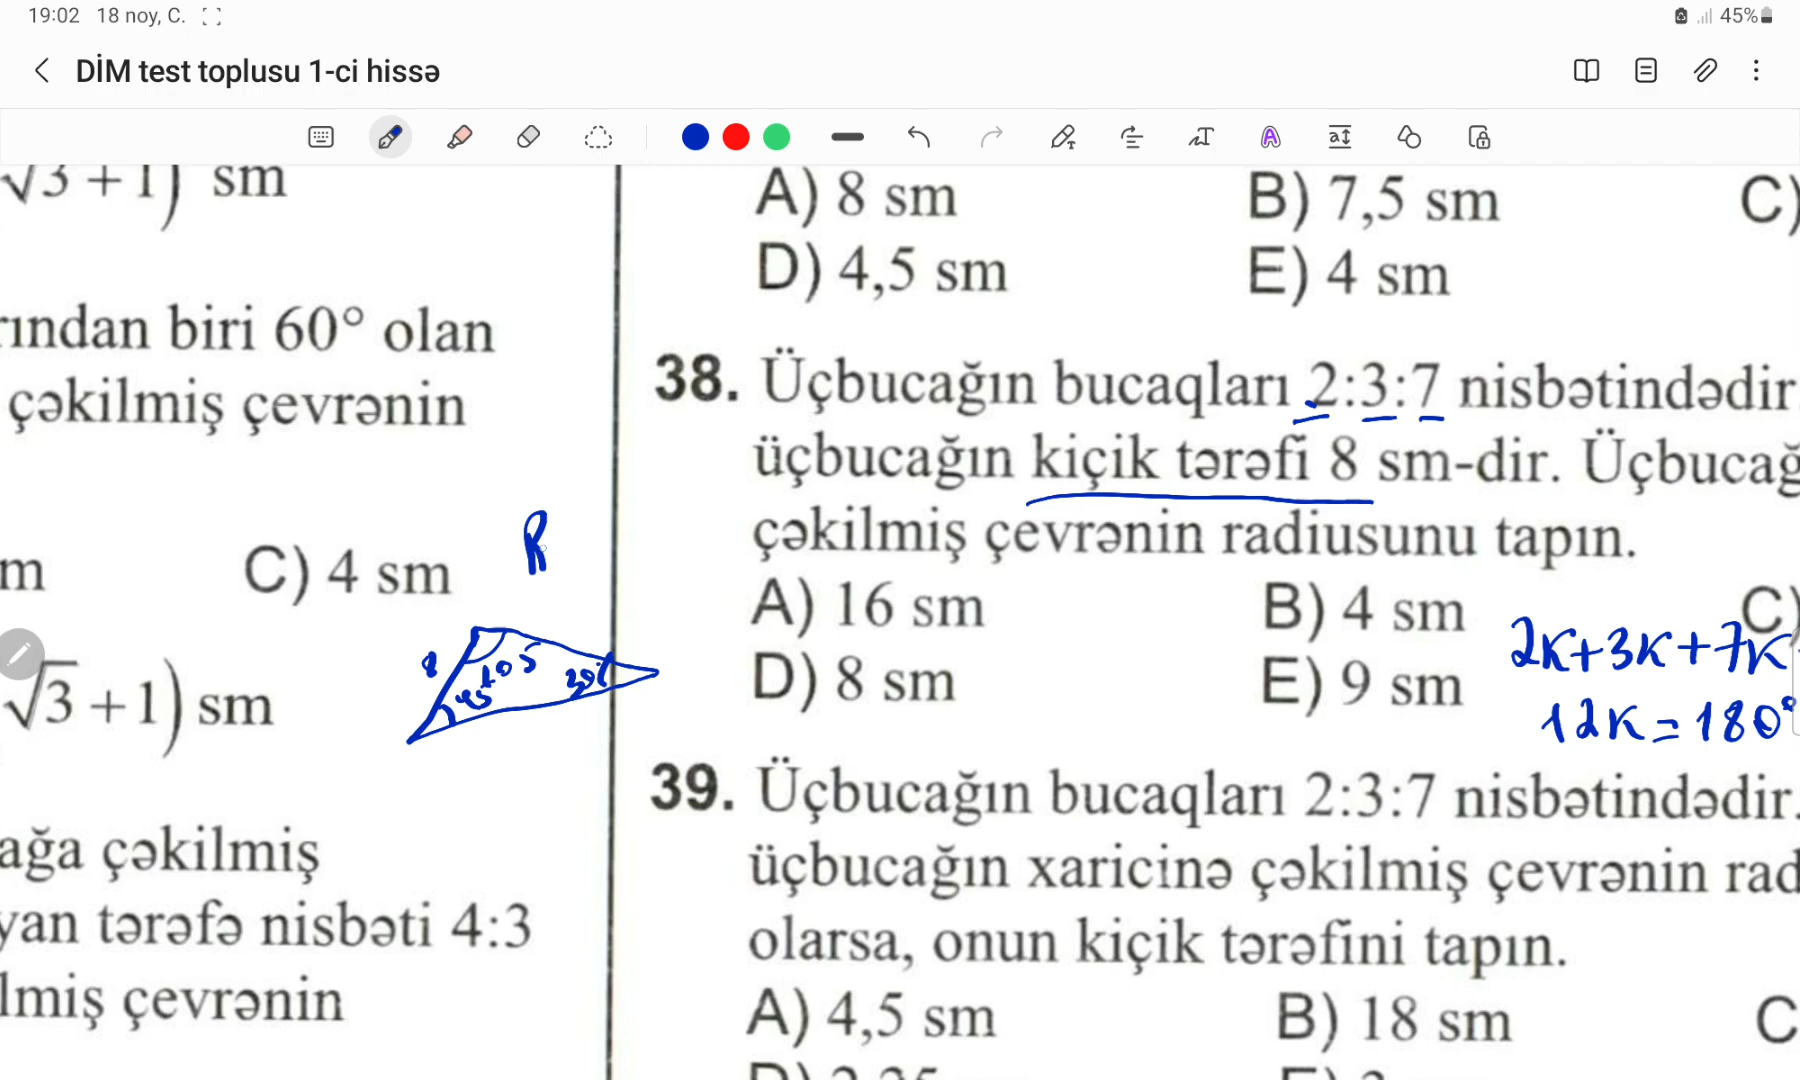 19:02 18 noy, C. 45%
DİM test toplusu 1-ci hissə
√3 + 1) sm
rından biri 60° olan
çəkilmiş çevrənin
m C) 4 sm
R
8 105 45 30
√3 + 1) sm
ağa çəkilmiş
yan tərəfə nisbəti 4:3
lmiş çevrənin
A) 8 sm B) 7,5 sm C)
D) 4,5 sm E) 4 sm
38. Üçbucağın bucaqları 2:3:7 nisbətindədir
üçbucağın kiçik tərəfi 8 sm-dir. Üçbucağ
çəkilmiş çevrənin radiusunu tapın.
A) 16 sm B) 4 sm C)
D) 8 sm E) 9 sm
2K+3K+7K
12K=180°
39. Üçbucağın bucaqları 2:3:7 nisbətindədir.
üçbucağın xaricinə çəkilmiş çevrənin rad
olarsa, onun kiçik tərəfini tapın.
A) 4,5 sm B) 18 sm C